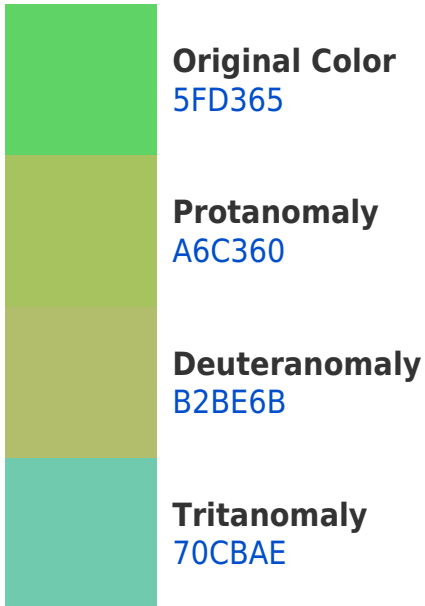 Original Color
5FD365
Protanomaly
A6C360
Deuteranomaly
B2BE6B
Tritanomaly
70CBAE